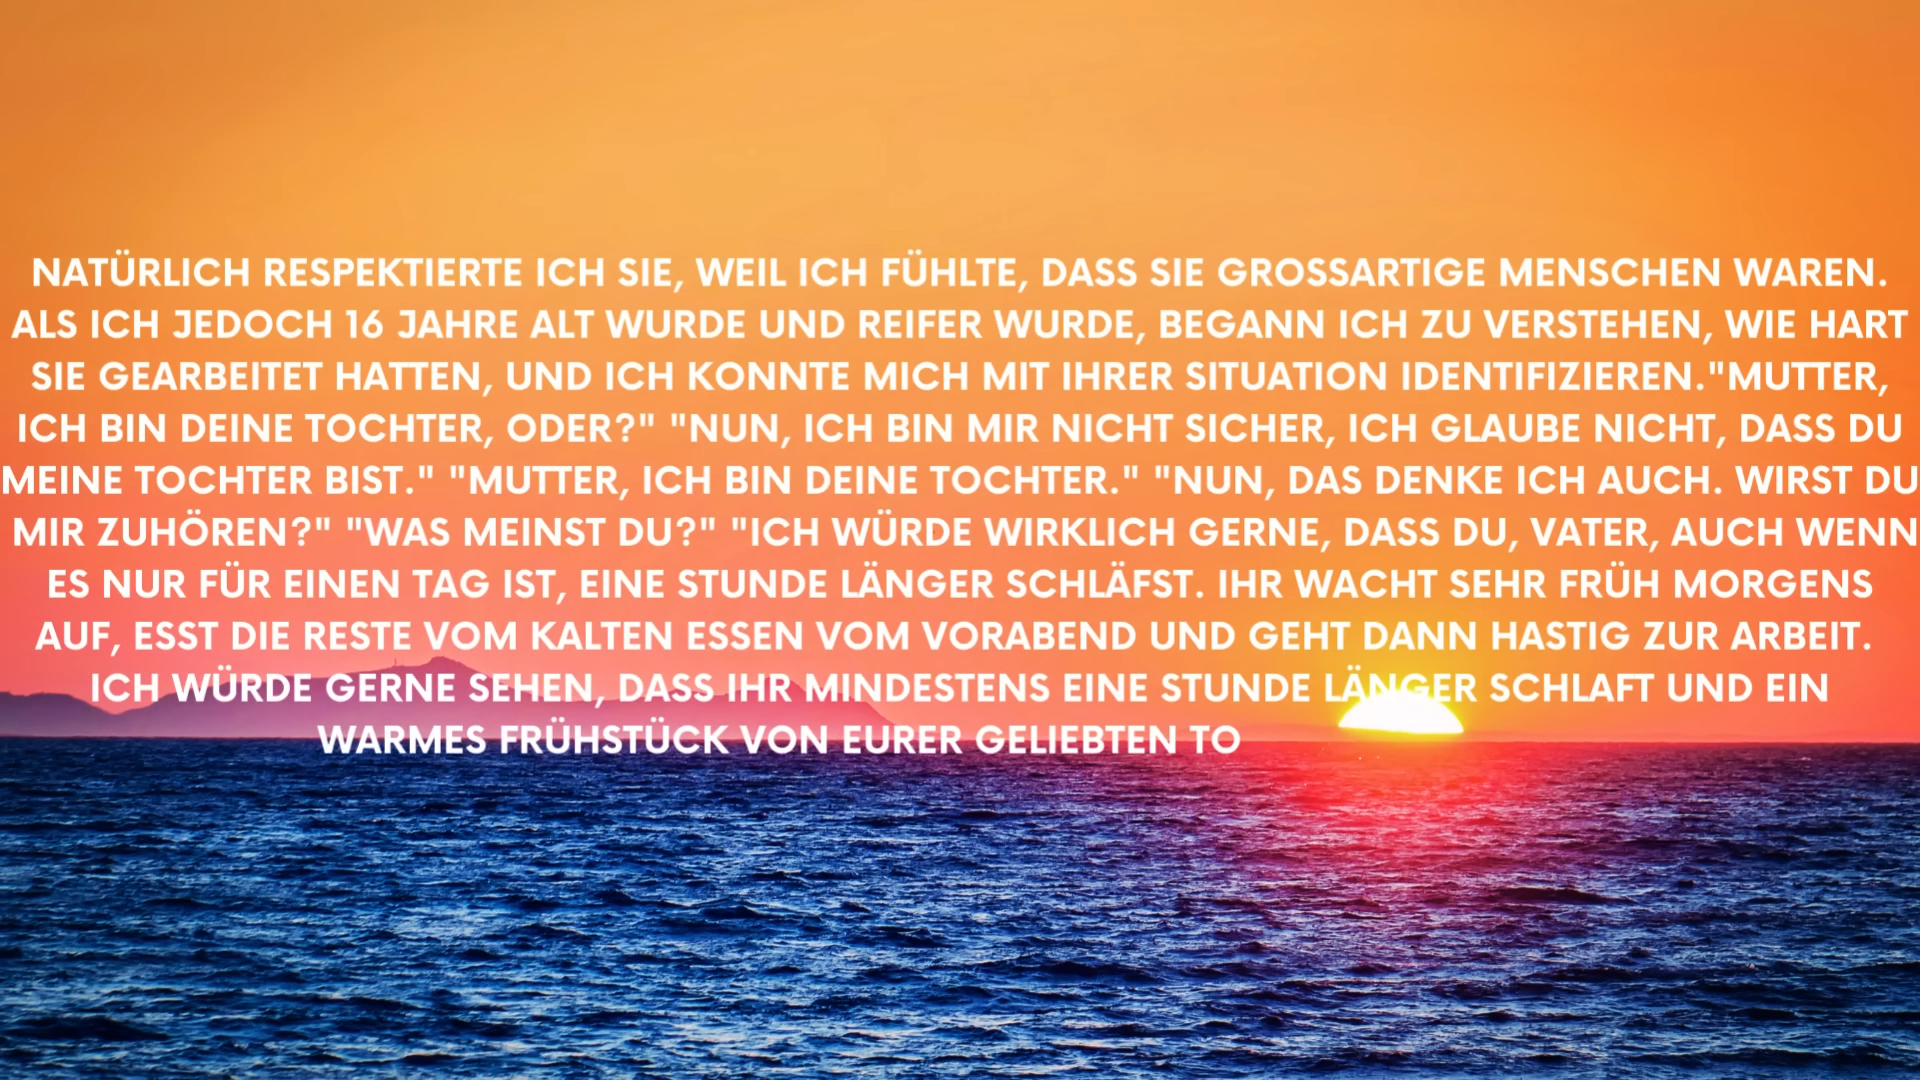 NATÜRLICH RESPEKTIERTE ICH SIE, WEIL ICH FÜHLTE, DASS SIE GROSSARTIGE MENSCHEN WAREN.
ALS ICH JEDOCH 16 JAHRE ALT WURDE UND REIFER WURDE, BEGANN ICH ZU VERSTEHEN, WIE HART
SIE GEARBEITET HATTEN, UND ICH KONNTE MICH MIT IHRER SITUATION IDENTIFIZIEREN."MUTTER,
ICH BIN DEINE TOCHTER, ODER?" "NUN, ICH BIN MIR NICHT SICHER, ICH GLAUBE NICHT, DASS DU
MEINE TOCHTER BIST." "MUTTER, ICH BIN DEINE TOCHTER." "NUN, DAS DENKE ICH AUCH. WIRST DU
MIR ZUHÖREN?" "WAS MEINST DU?" "ICH WÜRDE WIRKLICH GERNE, DASS DU, VATER, AUCH WENN
ES NUR FÜR EINEN TAG IST, EINE STUNDE LÄNGER SCHLÄFST. IHR WACHT SEHR FRÜH MORGENS
AUF, ESST DIE RESTE VOM KALTEN ESSEN VOM VORABEND UND GEHT DANN HASTIG ZUR ARBEIT.
ICH WÜRDE GERNE SEHEN, DASS IHR MINDESTENS EINE STUNDE LÄNGER SCHLAFT UND EIN
WARMES FRÜHSTÜCK VON EURER GELIEBTEN TO